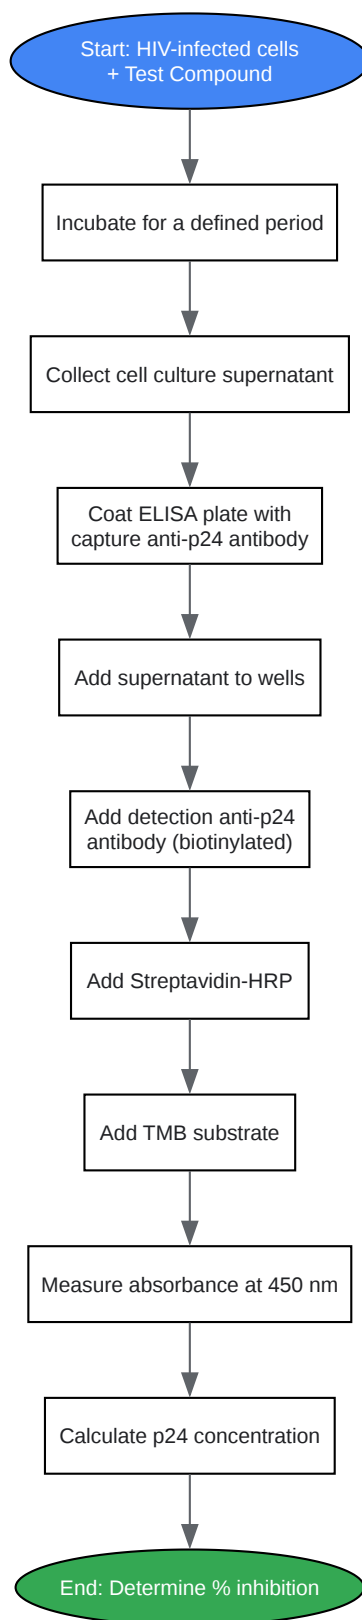 Start: HIV-infected cells
+ Test Compound
Incubate for a defined period
Collect cell culture supernatant
Coat ELISA plate with
capture anti-p24 antibody
Add supernatant to wells
Add detection anti-p24
antibody (biotinylated)
Add Streptavidin-HRP
Add TMB substrate
Measure absorbance at 450 nm
Calculate p24 concentration
End: Determine % inhibition